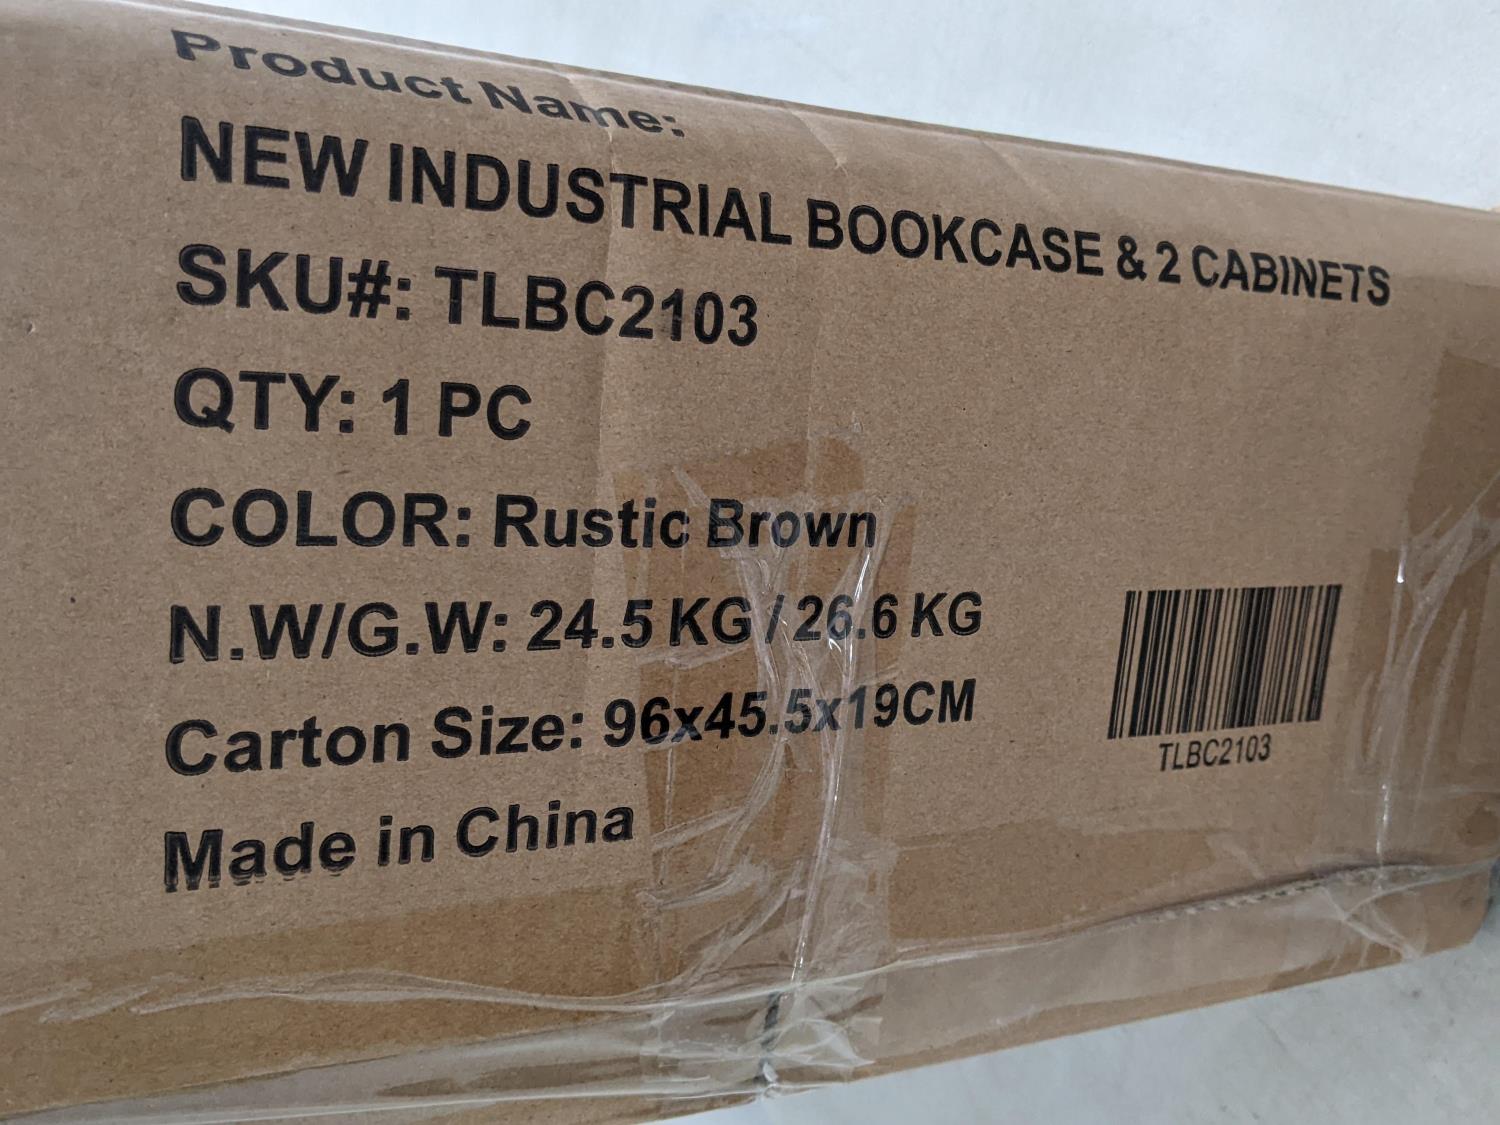 Product Name:
NEW INDUSTRIAL BOOKCASE & 2 CABINETS
SKU#: TLBC2103
QTY: 1 PC
COLOR: Rustic Brown
N.W/G.W: 24.5 KG / 26.6 KG
Carton Size: 96x45.5x19CM
Made in China
TLBC2103